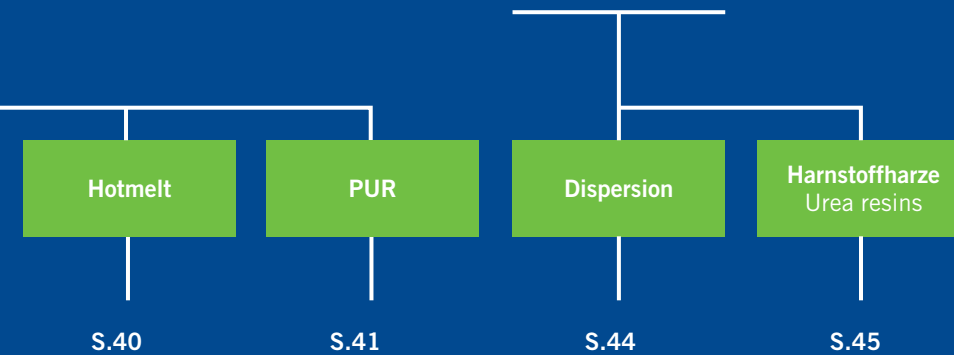 Hotmelt
PUR
Dispersion
Harnstoffharze
Urea resins
S.40
S.41
S.44
S.45